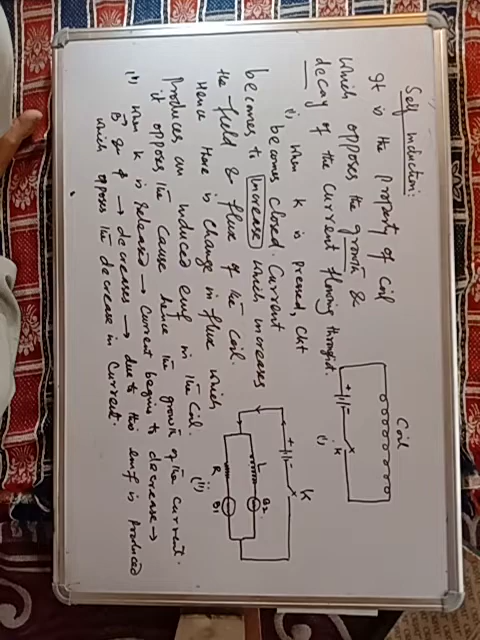 Self induction:
It is the property of Coil
Which opposes the growth &
decay of the current flowing through it.
i) when K is pressed, ckt
becomes closed. Current
becomes to increase which increases
the field & flux of the coil.
Hence there is change in flux which
Produces an induced emf in the Coil.
it opposes the cause hence the growth of the current.
(ii) when K is released → current begins to decrease →
B & ϕ → decreases → due to this emf is produced
which opposes the decrease in current.
Coil
+
-
K
(i)
K
+
-
L
B2
R
B1
(ii)